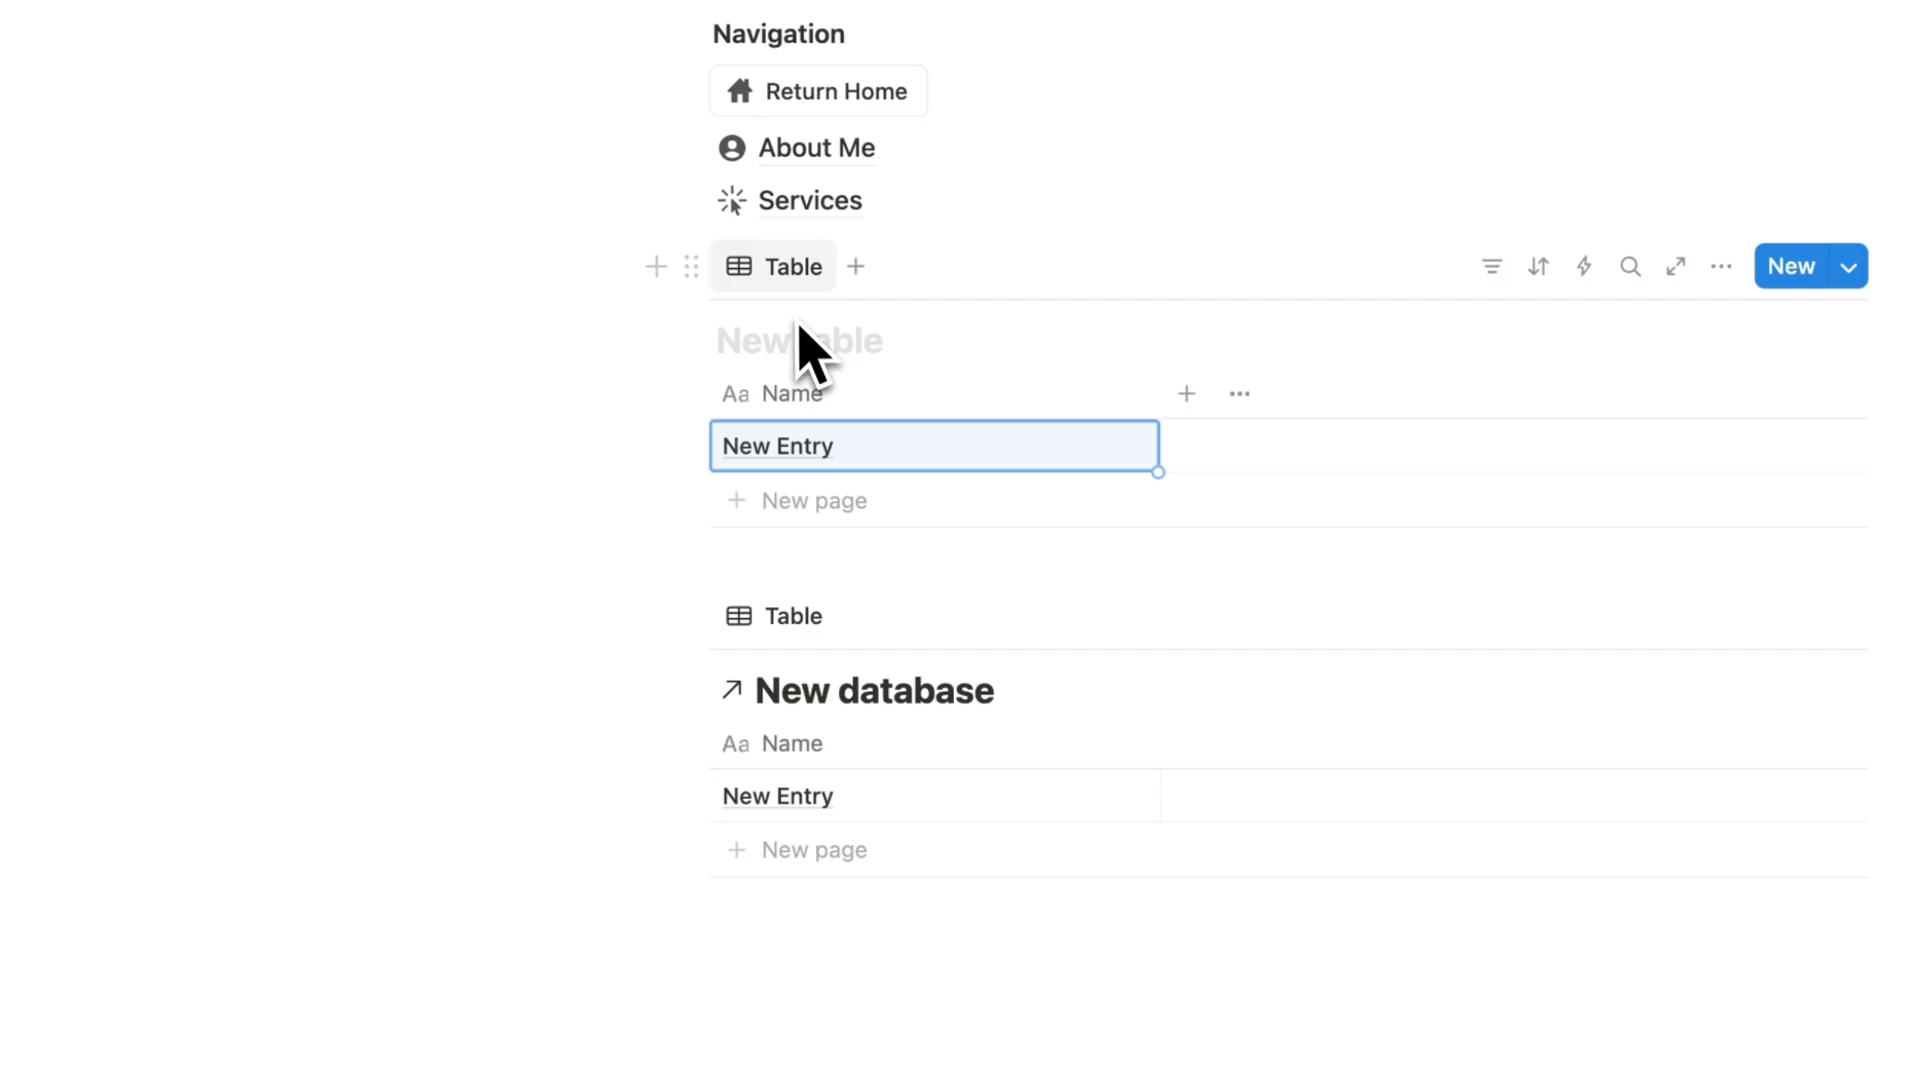 Navigation
Return Home
About Me
Services
Table
New
New table
Aa Name
New Entry
New page
Table
New database
Aa Name
New Entry
New page